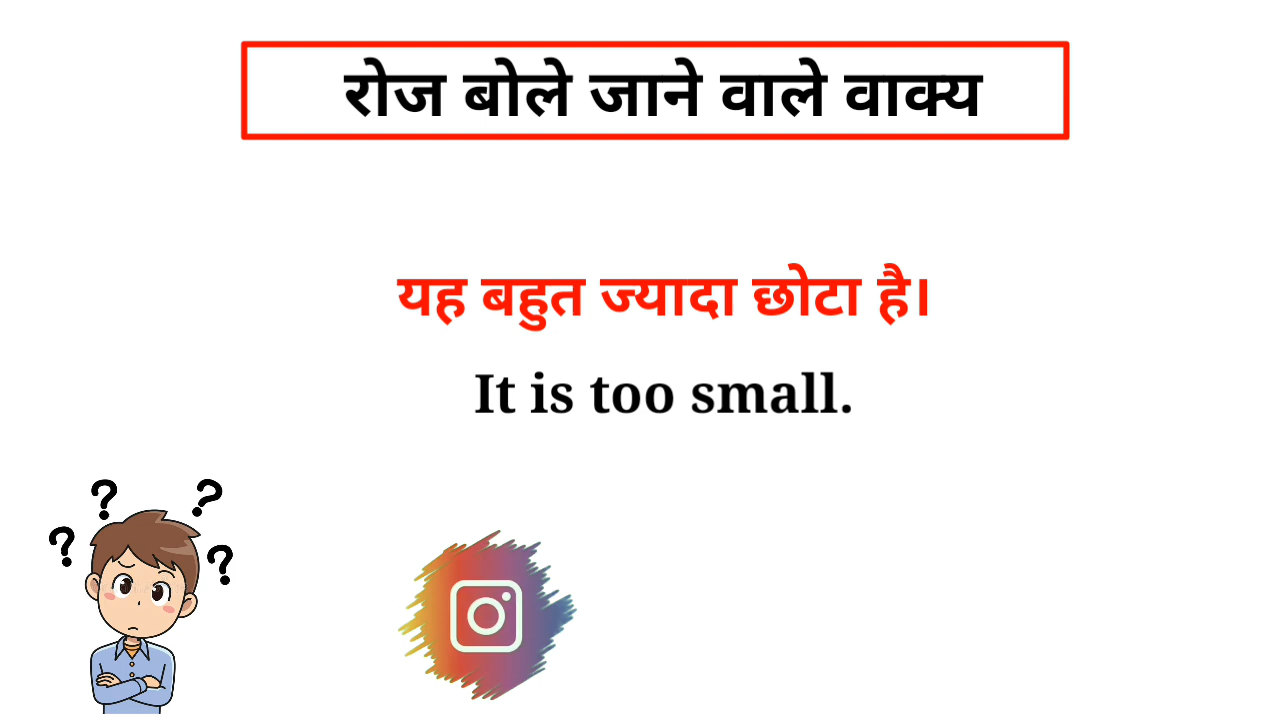 रोज बोले जाने वाले वाक्य
यह बहुत ज्यादा छोटा है।
It is too small.